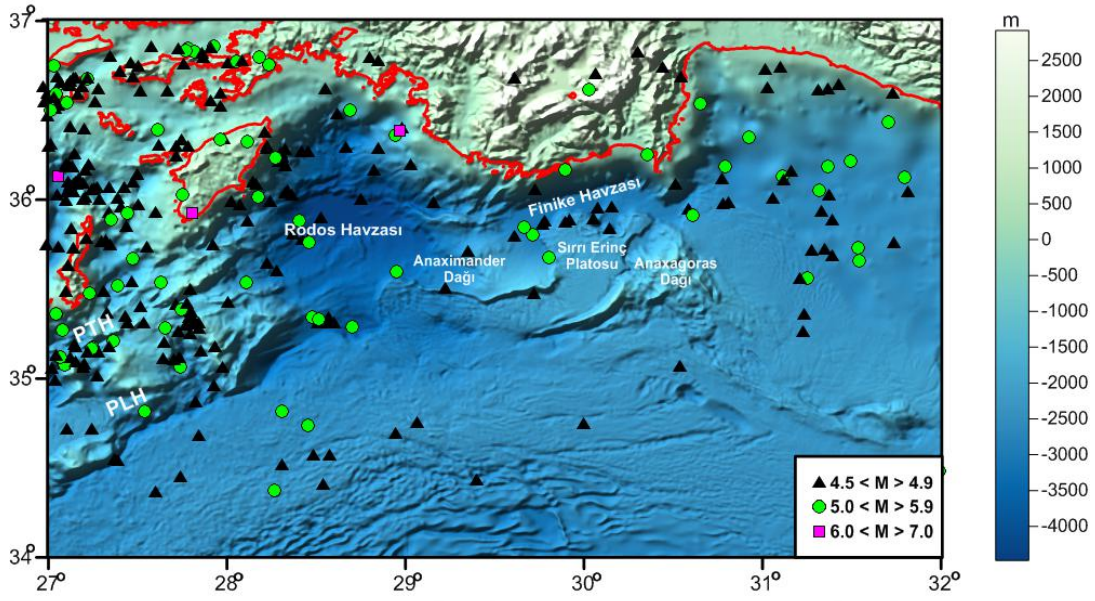 37°
36°
35°
34°
27°
28°
29°
30°
31°
32°
Rodos Havzası
Finike Havzası
Anaximander
Dağı
Sırrı Erinç
Platosu
Anaxagoras
Dağı
PTH
PLH
4.5 < M > 4.9
5.0 < M > 5.9
6.0 < M > 7.0
m
2500
2000
1500
1000
500
0
-500
-1000
-1500
-2000
-2500
-3000
-3500
-4000